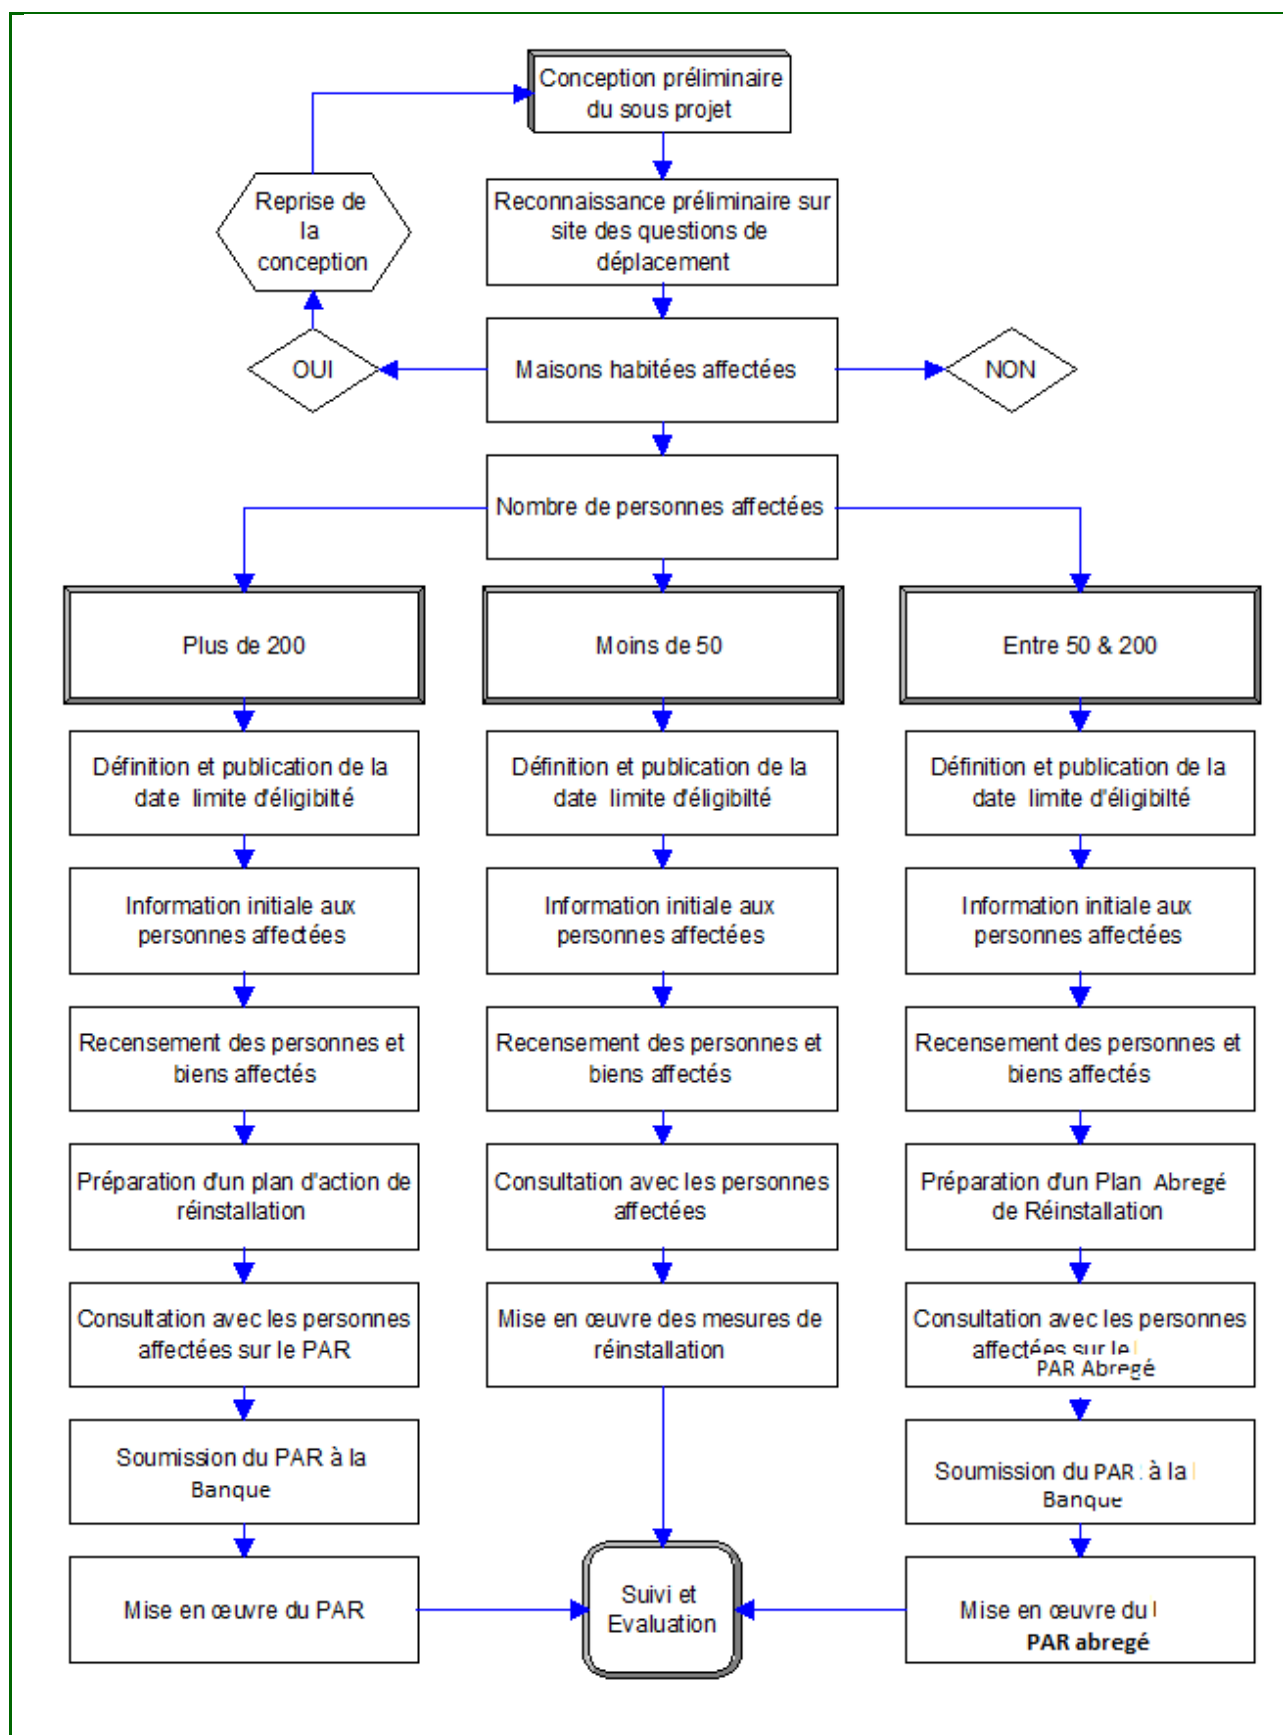 Conception préliminaire
du sous projet
Reprise de
la
conception
Reconnaissance préliminaire sur
site des questions de
déplacement
OUI
Maisons habitées affectées
NON
Nombre de personnes affectées
Plus de 200
Moins de 50
Entre 50 & 200
Définition et publication de la
date limite d'éligibilté
Définition et publication de la
date limite d'éligibilté
Définition et publication de la
date limite d'éligibilté
Information initiale aux
personnes affectées
Information initiale aux
personnes affectées
Information initiale aux
personnes affectées
Recensement des personnes et
biens affectés
Recensement des personnes et
biens affectés
Recensement des personnes et
biens affectés
Préparation d'un plan d'action de
réinstallation
Consultation avec les personnes
affectées
Préparation d'un Plan Abregé
de Réinstallation
Consultation avec les personnes
affectées sur le PAR
Mise en œuvre des mesures de
réinstallation
Consultation avec les personnes
affectées sur le
PAR Abregé
Soumission du PAR à la
Banque
Soumission du PAR à la
Banque
Mise en œuvre du PAR
Suivi et
Evaluation
Mise en œuvre du
PAR abregé